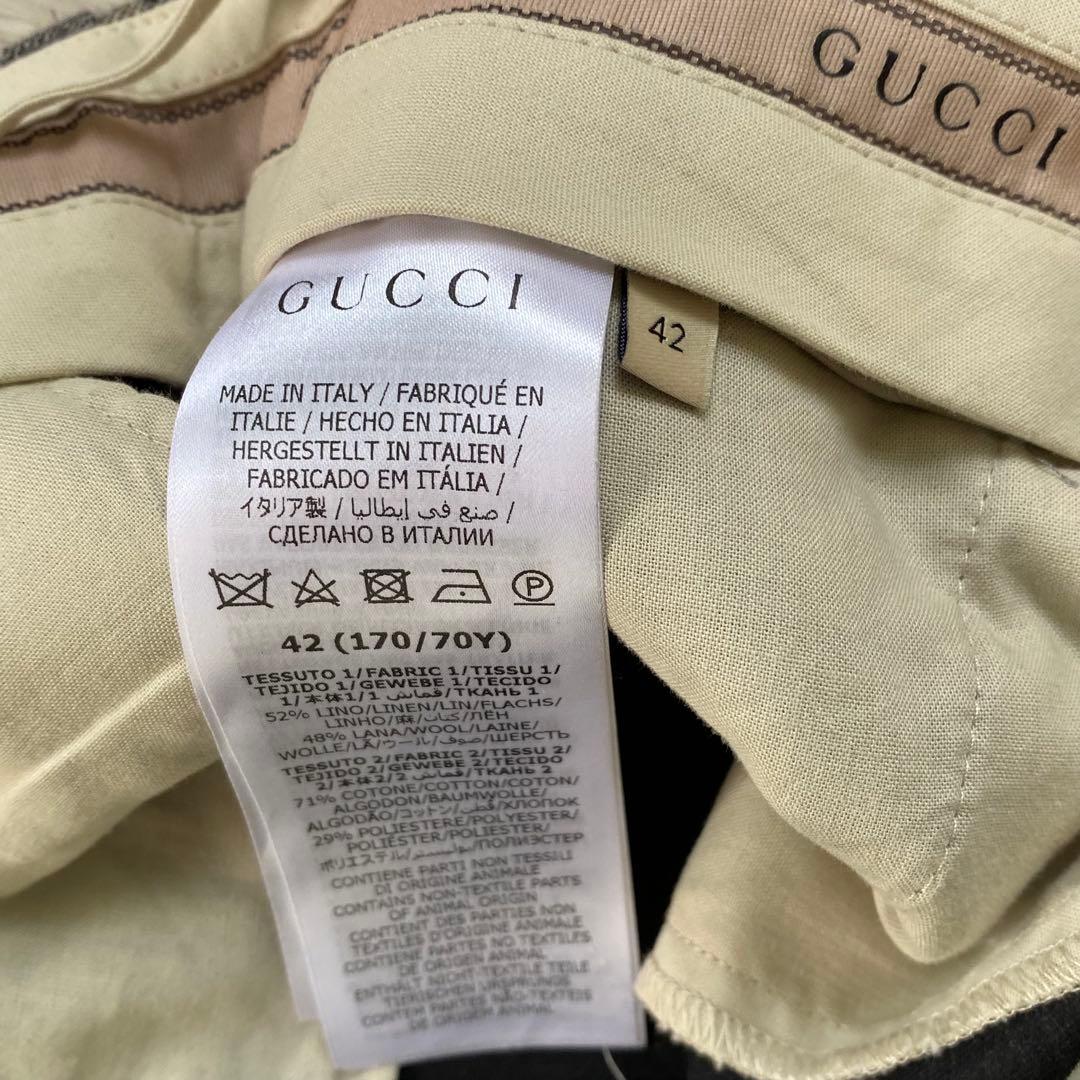 GUCCI
GUCCI
42
MADE IN ITALY / FABRIQUÉ EN
ITALIE / HECHO EN ITALIA /
HERGESTELLT IN ITALIEN /
FABRICADO EM ITÁLIA /
イタリア製 / صنع في إيطاليا /
СДЕЛАНО В ИТАЛИИ
P
42 (170/70Y)
TESSUTO 1/FABRIC 1/TISSU 1/
TEJIDO 1/GEWEBE 1/TECIDO
1/本体1/1 قماش/ТКАНЬ 1
52% LINO/LINEN/LIN/FLACHS/
LINHO/麻/كتان/ЛЁН
48% LANA/WOOL/LAINE/
WOLLE/LÃ/ウール/صوف/ШЕРСТЬ
TESSUTO 2/FABRIC 2/TISSU 2/
TEJIDO 2/GEWEBE 2/TECIDO
2/本体2/2 قماش/ТКАНЬ 2
71% COTONE/COTTON/COTON/
ALGODON/BAUMWOLLE/
ALGODÃO/コットン/قطن/ХЛОПОК
29% POLIESTERE/POLYESTER/
POLIÉSTER/POLYESTER/
ポリエステル/بوليستر/ПОЛИЭСТЕР
CONTIENE PARTI NON TESSILI
DI ORIGINE ANIMALE
CONTAINS NON-TEXTILE PARTS
OF ANIMAL ORIGIN
CONTIENT DES PARTIES NON
TEXTILES D'ORIGINE ANIMALE
CONTIENE PARTES NO TEXTILES
DE ORIGEN ANIMAL
ENTHÄLT NICHT-TEXTILE TEILE
TIERISCHEN URSPRUNGS
CONTÉM PARTES NÃO-TÊXTEIS
DE ORIGEM ANIMAL